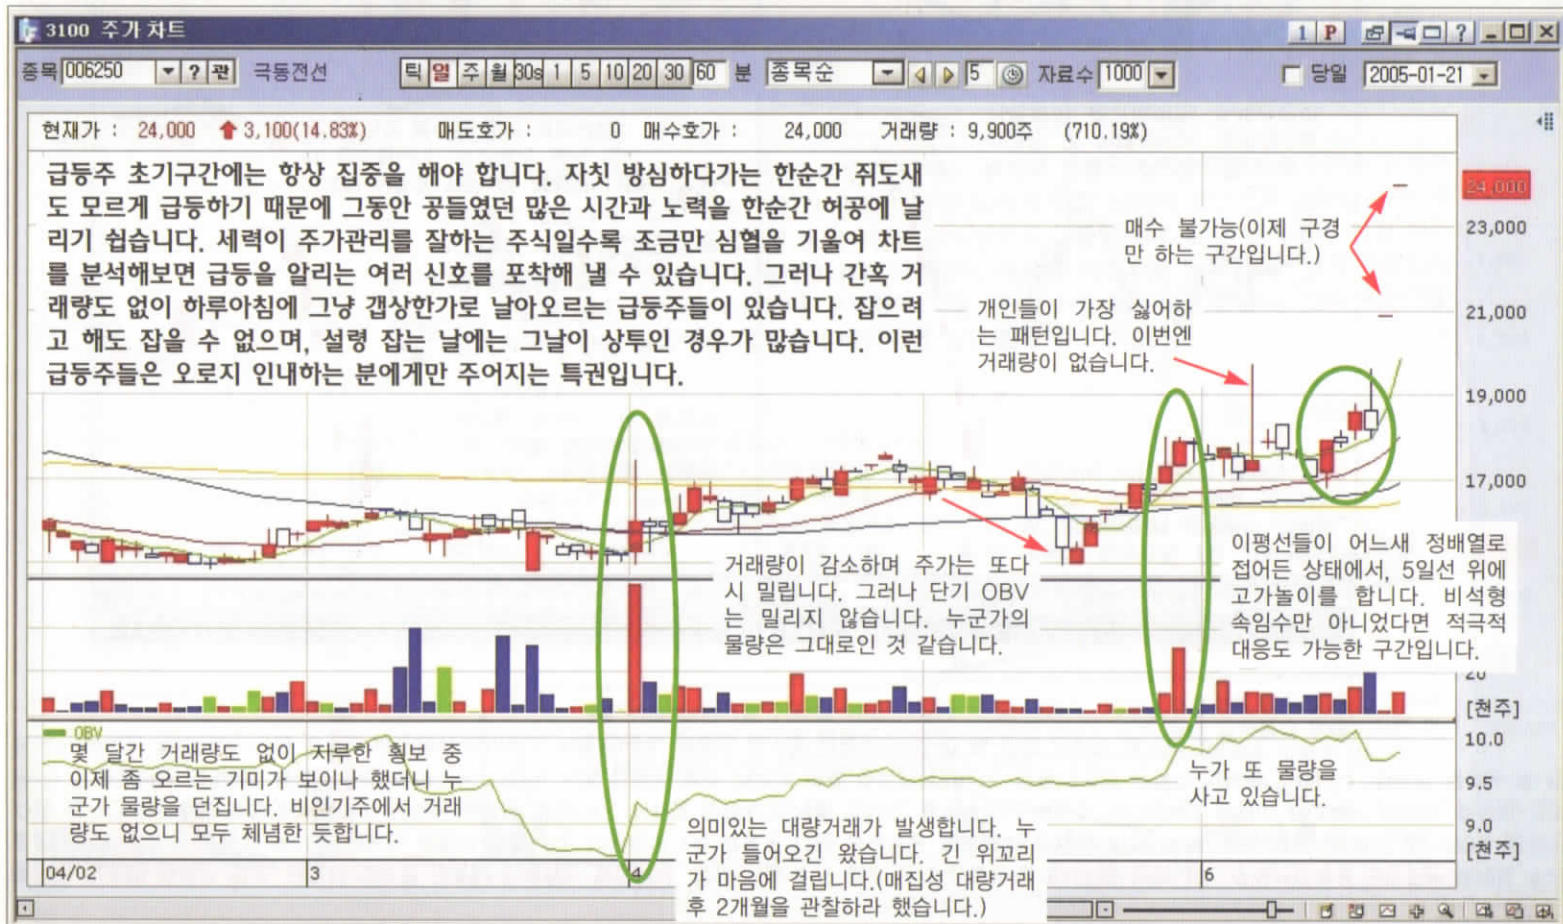 3100 주가 차트
1 P ?
종목 006250 ? 관 극동전선 틱 일 주 월 30s 1 5 10 20 30 60 분 종목순 5 자료수 1000 당일 2005-01-21
현재가 : 24,000 3,100(14.83%) 매도호가 : 0 매수호가 : 24,000 거래량 : 9,900주 (710.19%)
급등주 초기구간에는 항상 집중을 해야 합니다. 자칫 방심하다가는 한순간 쥐도새
도 모르게 급등하기 때문에 그동안 공들였던 많은 시간과 노력을 한순간 허공에 날
리기 쉽습니다. 세력이 주가관리를 잘하는 주식일수록 조금만 심혈을 기울여 차트
를 분석해보면 급등을 알리는 여러 신호를 포착해 낼 수 있습니다. 그러나 간혹 거
래량도 없이 하루아침에 그냥 갭상한가로 날아오르는 급등주들이 있습니다. 잡으려
고 해도 잡을 수 없으며, 설령 잡는 날에는 그날이 상투인 경우가 많습니다. 이런
급등주들은 오로지 인내하는 분에게만 주어지는 특권입니다.
매수 불가능(이제 구경
만 하는 구간입니다.)
개인들이 가장 싫어하
는 패턴입니다. 이번엔
거래량이 없습니다.
24,000
23,000
21,000
19,000
17,000
거래량이 감소하며 주가는 또다
시 밀립니다. 그러나 단기 OBV
는 밀리지 않습니다. 누군가의
물량은 그대로인 것 같습니다.
이평선들이 어느새 정배열로
접어든 상태에서, 5일선 위에
고가놀이를 합니다. 비석형
속임수만 아니었다면 적극적
대응도 가능한 구간입니다.
20
[천주]
OBV
몇 달간 거래량도 없이 지루한 횡보 중
이제 좀 오르는 기미가 보이나 했더니 누
군가 물량을 던집니다. 비인기주에서 거래
량도 없으니 모두 체념한 듯합니다.
의미있는 대량거래가 발생합니다. 누
군가 들어오긴 왔습니다. 긴 위꼬리
가 마음에 걸립니다.(매집성 대량거래
후 2개월을 관찰하라 했습니다.)
누가 또 물량을
사고 있습니다.
10.0
9.5
9.0
[천주]
04/02 3 4 6